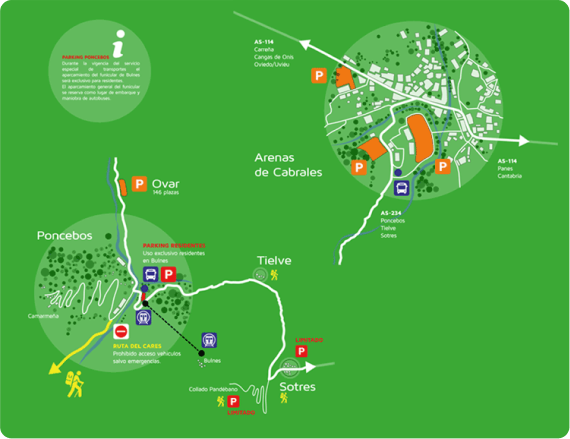 i
PARKING PONCEBOS
Durante la vigencia del servicio
especial de transportes el
aparcamiento del funicular de Bulnes
será exclusivo para residentes.
El aparcamiento general del funicular
se reserva como lugar de embarque y
maniobra de autobuses.
AS-114
Carreña
Cangas de Onís
Oviedo/Uviéu
P
P
P
Arenas
de Cabrales
AS-114
Panes
Cantabria
AS-234
Poncebos
Tielve
Sotres
P
Ovar
146 plazas
Poncebos
PARKING RESIDENTES
Uso exclusivo residentes
en Bulnes
P
Tielve
Camarmeña
RUTA DEL CARES
Prohibido acceso vehículos
salvo emergencias.
Bulnes
LIMITADO
P
Sotres
Collado Pandébano
P
LIMITADO